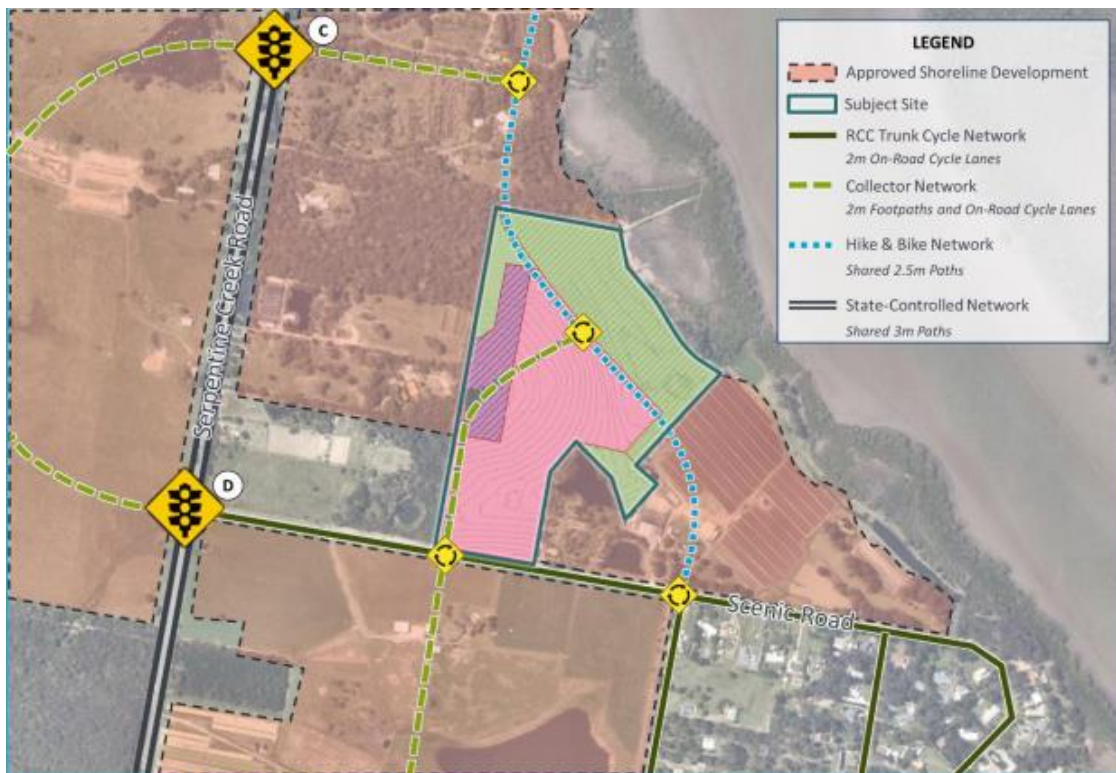 C
LEGEND
Approved Shoreline Development
Subject Site
RCC Trunk Cycle Network
2m On-Road Cycle Lanes
Collector Network
2m Footpaths and On-Road Cycle Lanes
Hike & Bike Network
Shared 2.5m Paths
State-Controlled Network
Shared 3m Paths
Serpentine Creek Road
D
Scenic Road